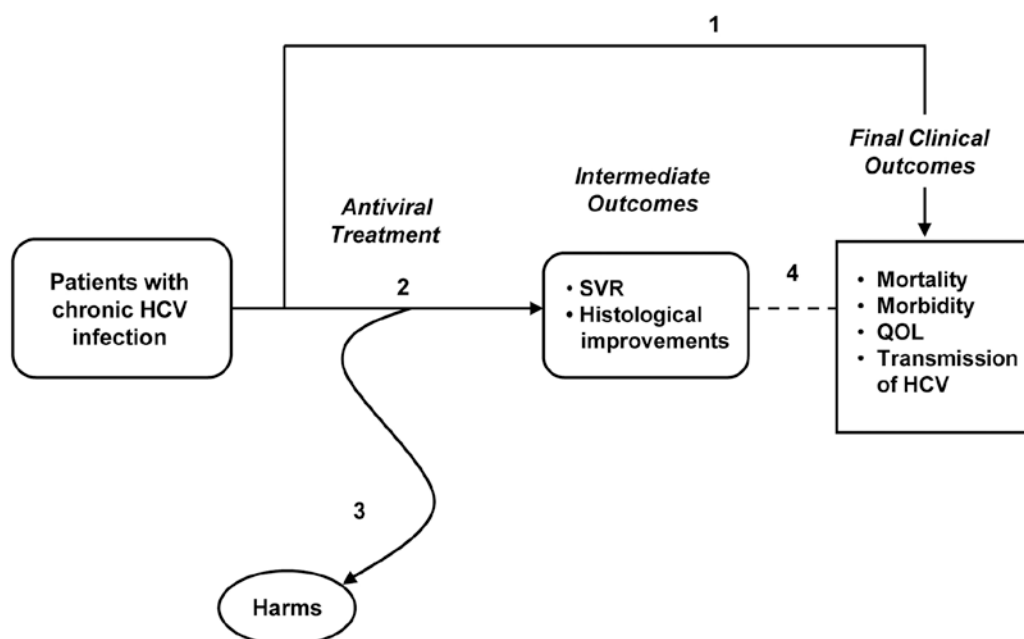 1
Final Clinical
Outcomes
Intermediate
Outcomes
Antiviral
Treatment
Patients with
chronic HCV
infection
2
• SVR
• Histological
improvements
4
• Mortality
• Morbidity
• QOL
• Transmission
of HCV
3
Harms